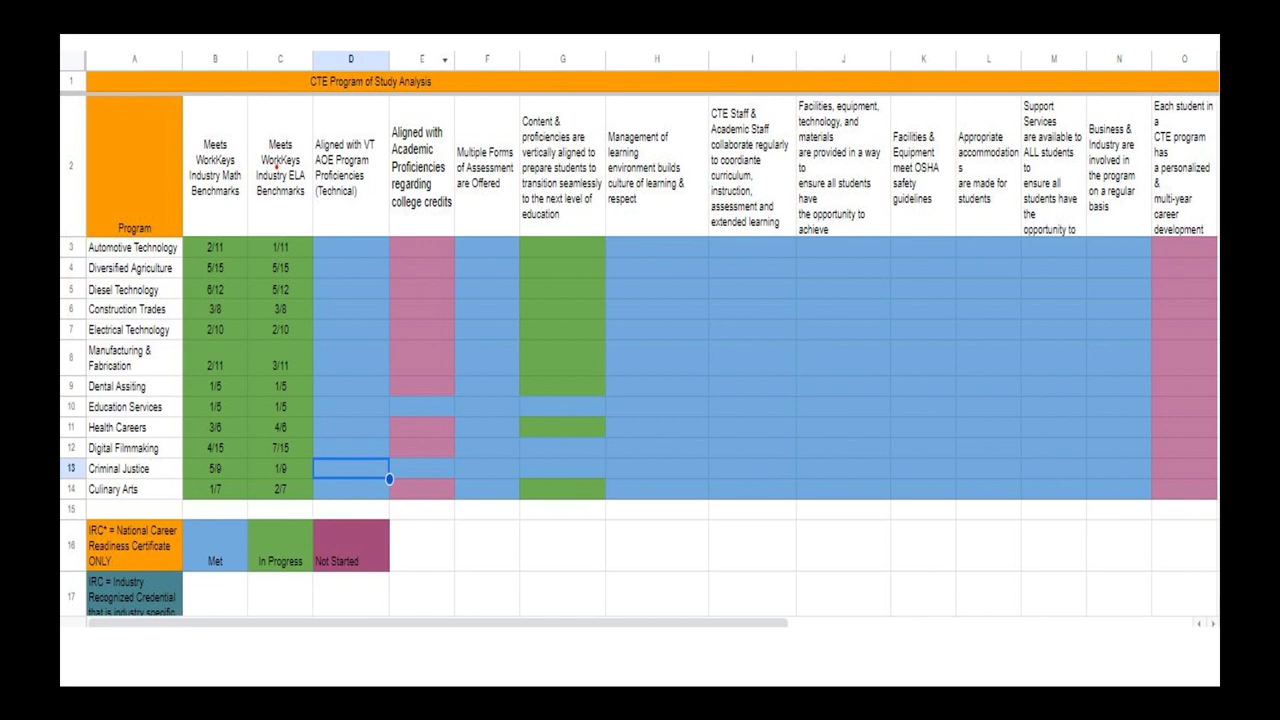 A B C D E F G H I J K L M N O
1 CTE Program of Study Analysis
2
Program
Meets
WorkKeys
Industry Math
Benchmarks
Meets
WorkKeys
Industry ELA
Benchmarks
Aligned with VT
AOE Program
Proficiencies
(Technical)
Aligned with
Academic
Proficiencies
regarding
college credits
Multiple Forms
of Assessment
are Offered
Content &
proficiencies are
vertically aligned to
prepare students to
transition seamlessly
to the next level of
education
Management of
learning
environment builds
culture of learning &
respect
CTE Staff &
Academic Staff
collaborate regularly
to coordiante
curriculum,
instruction,
assessment and
extended learning
Facilities, equipment,
technology, and
materials
are provided in a way
to
ensure all students
have
the opportunity to
achieve
Facilities &
Equipment
meet OSHA
safety
guidelines
Appropriate
accommodation
s
are made for
students
Support
Services
are available to
ALL students
to
ensure all
students have
the
opportunity to
Business &
Industry are
involved in
the program
on a regular
basis
Each student in
a
CTE program
has
a personalized
&
multi-year
career
development
3 Automotive Technology 2/11 1/11
4 Diversified Agriculture 5/15 5/15
5 Diesel Technology 6/12 5/12
6 Construction Trades 3/8 3/8
7 Electrical Technology 2/10 2/10
8 Manufacturing &
Fabrication 2/11 3/11
9 Dental Assiting 1/5 1/5
10 Education Services 1/5 1/5
11 Health Careers 3/6 4/6
12 Digital Filmmaking 4/15 7/15
13 Criminal Justice 5/9 1/9
14 Culinary Arts 1/7 2/7
15
16
IRC* = National Career
Readiness Certificate
ONLY
Met In Progress Not Started
17
IRC = Industry
Recognized Credential
that is industry specific